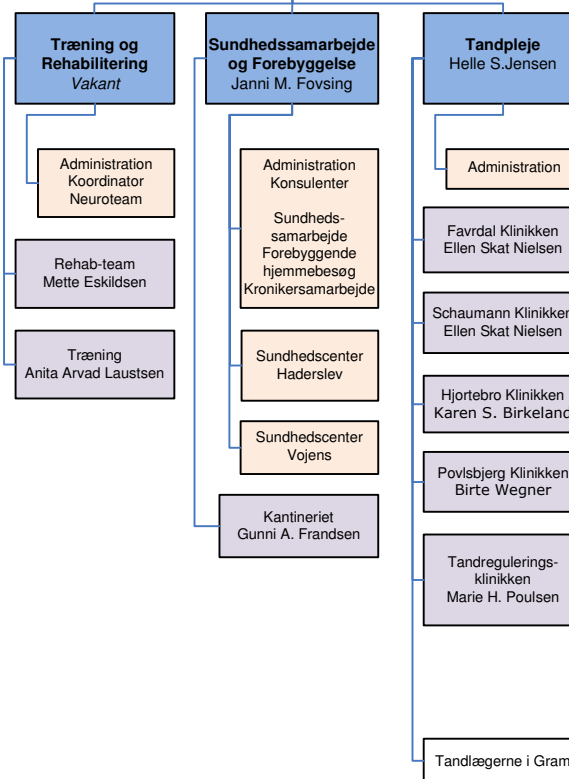 Træning og
Rehabilitering
Vakant
Administration
Koordinator
Neuroteam
Rehab-team
Mette Eskildsen
Træning
Anita Arvad Laustsen
Sundhedssamarbejde
og Forebyggelse
Janni M. Fovsing
Administration
Konsulenter
Sundheds-
samarbejde
Forebyggende
hjemmebesøg
Kronikersamarbejde
Sundhedscenter
Haderslev
Sundhedscenter
Vojens
Kantineriet
Gunni A. Frandsen
Tandpleje
Helle S.Jensen
Administration
Favrdal Klinikken
Ellen Skat Nielsen
Schaumann Klinikken
Ellen Skat Nielsen
Hjortebro Klinikken
Karen S. Birkeland
Povlsbjerg Klinikken
Birte Wegner
Tandregulerings-
klinikken
Marie H. Poulsen
Tandlægerne i Gram